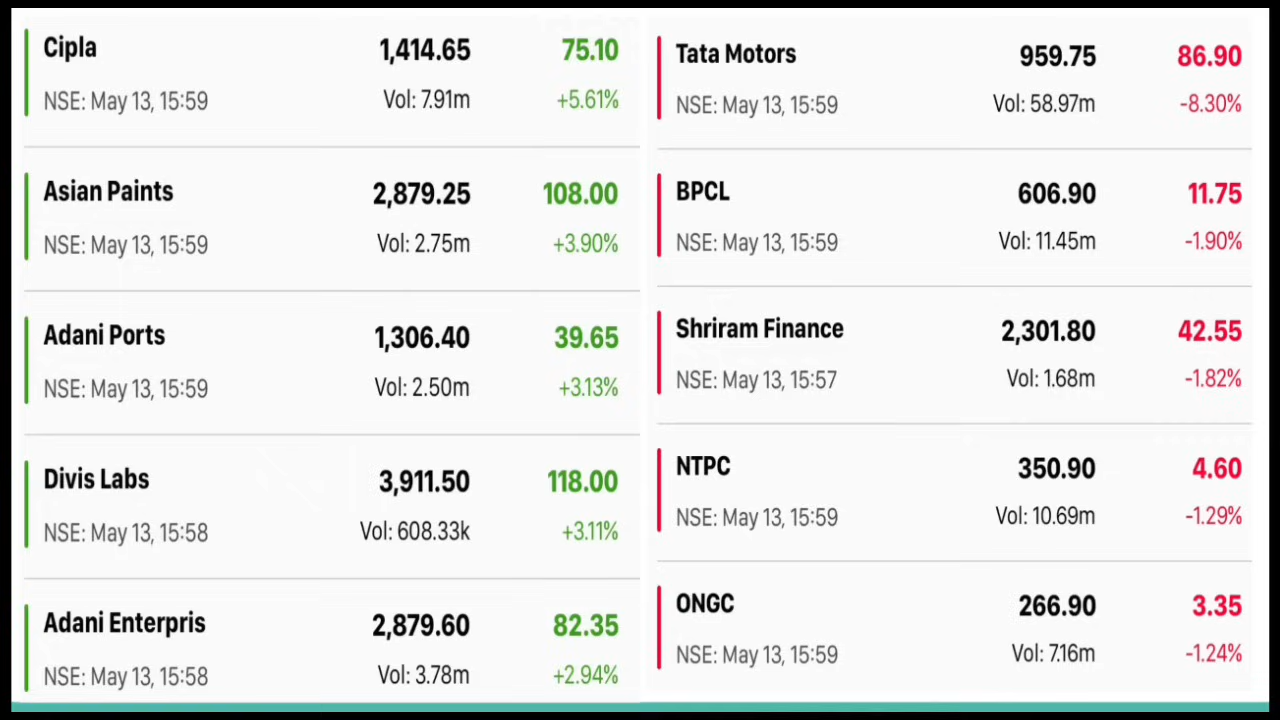 Cipla 1,414.65 75.10
NSE: May 13, 15:59 Vol: 7.91m +5.61%
Asian Paints 2,879.25 108.00
NSE: May 13, 15:59 Vol: 2.75m +3.90%
Adani Ports 1,306.40 39.65
NSE: May 13, 15:59 Vol: 2.50m +3.13%
Divis Labs 3,911.50 118.00
NSE: May 13, 15:58 Vol: 608.33k +3.11%
Adani Enterpris 2,879.60 82.35
NSE: May 13, 15:58 Vol: 3.78m +2.94%
Tata Motors 959.75 86.90
NSE: May 13, 15:59 Vol: 58.97m -8.30%
BPCL 606.90 11.75
NSE: May 13, 15:59 Vol: 11.45m -1.90%
Shriram Finance 2,301.80 42.55
NSE: May 13, 15:57 Vol: 1.68m -1.82%
NTPC 350.90 4.60
NSE: May 13, 15:59 Vol: 10.69m -1.29%
ONGC 266.90 3.35
NSE: May 13, 15:59 Vol: 7.16m -1.24%